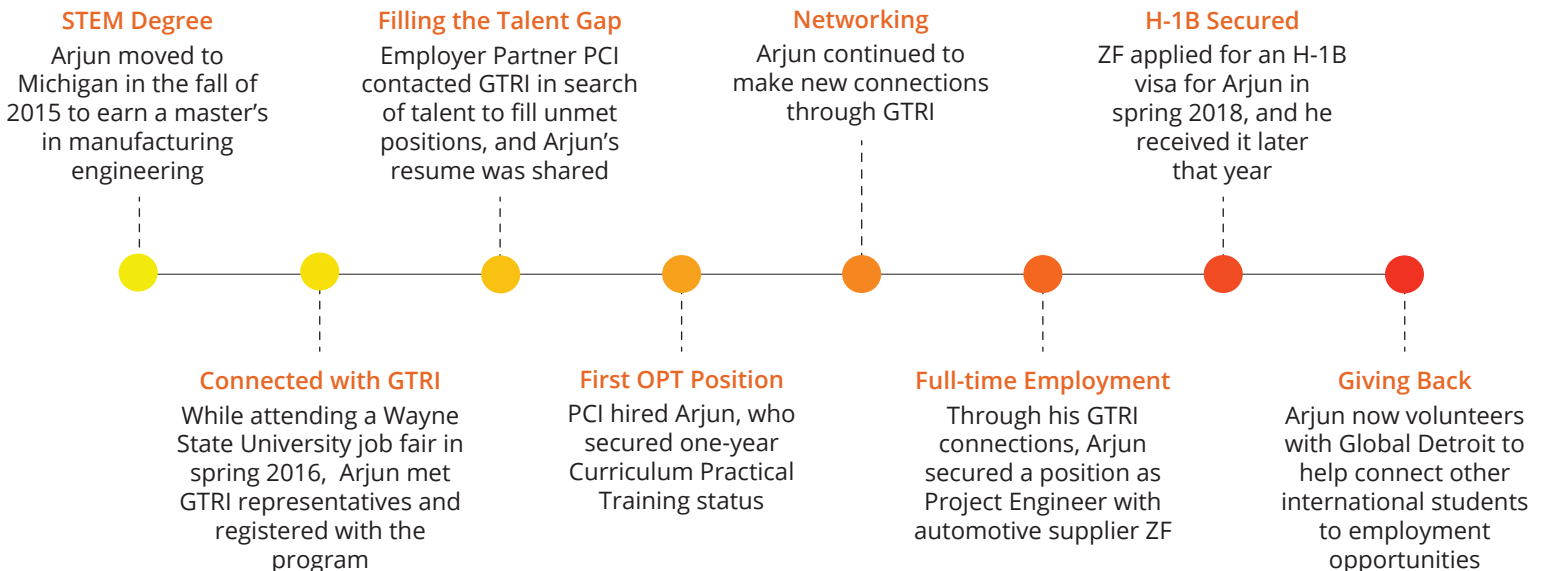 STEM Degree
Arjun moved to
Michigan in the fall of
2015 to earn a master’s
in manufacturing
engineering
Connected with GTRI
While attending a Wayne
State University job fair in
spring 2016,  Arjun met
GTRI representatives and
registered with the
program
Filling the Talent Gap
Employer Partner PCI
contacted GTRI in search
of talent to fill unmet
positions, and Arjun’s
resume was shared
First OPT Position
PCI hired Arjun, who
secured one-year
Curriculum Practical
Training status
Networking
Arjun continued to
make new connections
through GTRI
Full-time Employment
Through his GTRI
connections, Arjun
secured a position as
Project Engineer with
automotive supplier ZF
H-1B Secured
ZF applied for an H-1B
visa for Arjun in
spring 2018, and he
received it later
that year
Giving Back
Arjun now volunteers
with Global Detroit to
help connect other
international students
to employment
opportunities